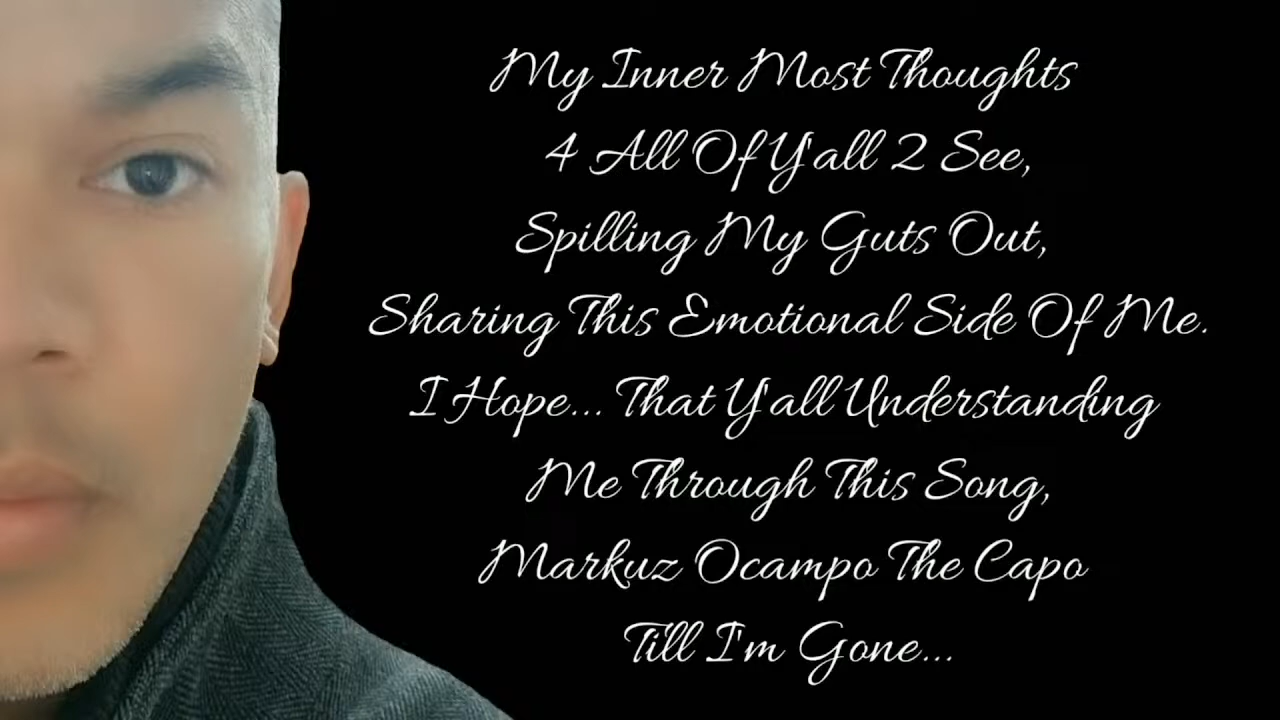 My Inner Most Thoughts
4 All Of Y'all 2 See,
Spilling My Guts Out,
Sharing This Emotional Side Of Me.
I Hope... That Y'all Understanding
Me Through This Song,
Markuz Ocampo The Capo
Till I'm Gone...